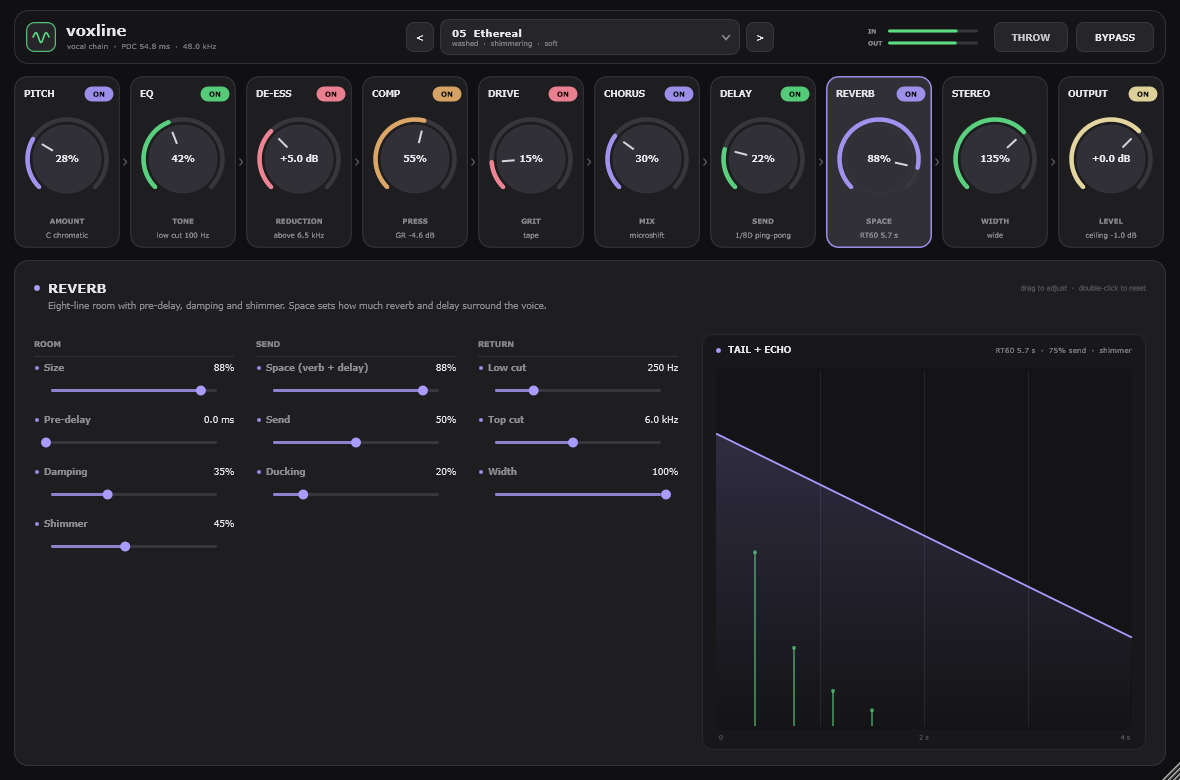 voxline
vocal chain · PDC 54.8 ms · 48.0 kHz
<
05 Ethereal
washed · shimmering · soft
>
IN
OUT
THROW
BYPASS
PITCH ON
28%
AMOUNT
C chromatic
EQ ON
42%
TONE
low cut 100 Hz
DE-ESS ON
+5.0 dB
REDUCTION
above 6.5 kHz
COMP ON
55%
PRESS
GR -4.6 dB
DRIVE ON
15%
GRIT
tape
CHORUS ON
30%
MIX
microshift
DELAY ON
22%
SEND
1/8D ping-pong
REVERB ON
88%
SPACE
RT60 5.7 s
STEREO ON
135%
WIDTH
wide
OUTPUT ON
+0.0 dB
LEVEL
ceiling -1.0 dB
REVERB
Eight-line room with pre-delay, damping and shimmer. Space sets how much reverb and delay surround the voice.
drag to adjust · double-click to reset
ROOM
Size 88%
Pre-delay 0.0 ms
Damping 35%
Shimmer 45%
SEND
Space (verb + delay) 88%
Send 50%
Ducking 20%
RETURN
Low cut 250 Hz
Top cut 6.0 kHz
Width 100%
TAIL + ECHO
RT60 5.7 s · 75% send · shimmer
0
2 s
4 s